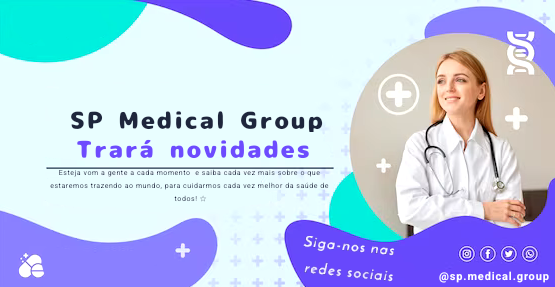 SP Medical Group
Trará novidades
Esteja vom a gente a cada momento e saiba cada vez mais sobre o que
estaremos trazendo ao mundo, para cuidarmos cada vez melhor da saúde de
todos! ☆
Siga-nos nas
redes sociais
@sp.medical.group